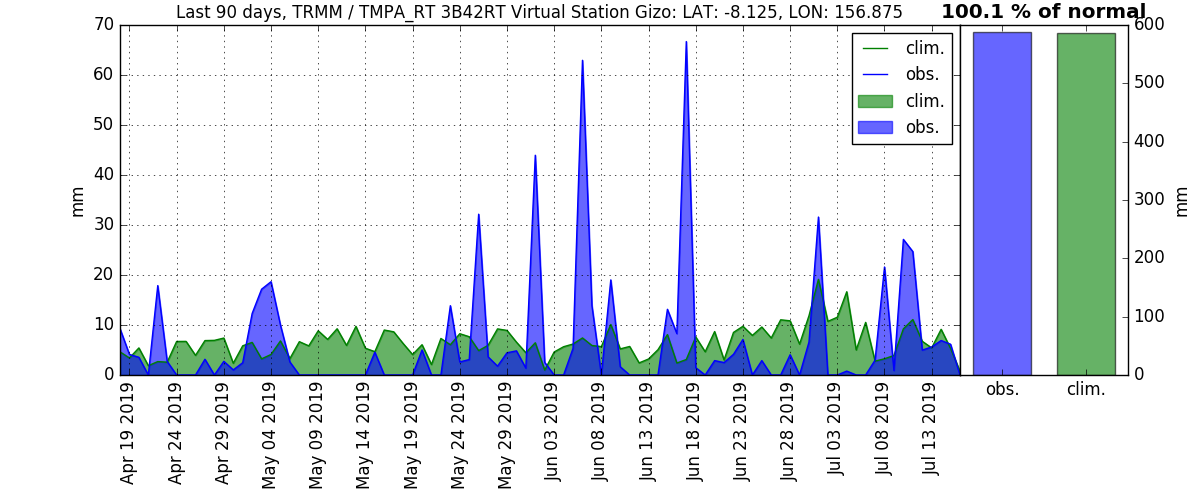 Last 90 days, TRMM / TMPA_RT 3B42RT Virtual Station Gizo: LAT: -8.125, LON: 156.875
100.1 % of normal
70
60
50
40
30
20
10
0
mm
clim.
obs.
clim.
obs.
600
500
400
300
200
100
0
mm
Apr 19 2019
Apr 24 2019
Apr 29 2019
May 04 2019
May 09 2019
May 14 2019
May 19 2019
May 24 2019
May 29 2019
Jun 03 2019
Jun 08 2019
Jun 13 2019
Jun 18 2019
Jun 23 2019
Jun 28 2019
Jul 03 2019
Jul 08 2019
Jul 13 2019
obs.
clim.